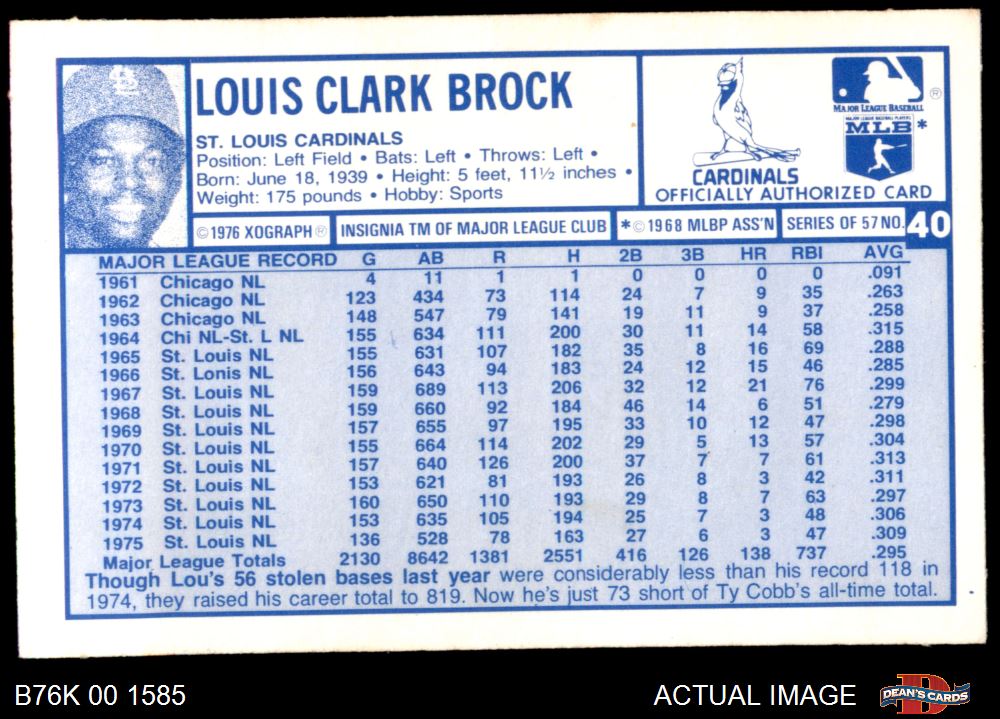 LOUIS CLARK BROCK
ST. LOUIS CARDINALS
Position: Left Field • Bats: Left • Throws: Left •
Born: June 18, 1939 • Height: 5 feet, 11½ inches •
Weight: 175 pounds • Hobby: Sports
CARDINALS
MAJOR LEAGUE BASEBALL ®
MAJOR LEAGUE BASEBALL PLAYERS
MLB *
OFFICIALLY AUTHORIZED CARD
©1976 XOGRAPH® INSIGNIA TM OF MAJOR LEAGUE CLUB *©1968 MLBP ASS'N SERIES OF 57 NO. 40
MAJOR LEAGUE RECORD G AB R H 2B 3B HR RBI AVG
1961 Chicago NL 4 11 1 1 0 0 0 0 .091
1962 Chicago NL 123 434 73 114 24 7 9 35 .263
1963 Chicago NL 148 547 79 141 19 11 9 37 .258
1964 Chi NL-St. L NL 155 634 111 200 30 11 14 58 .315
1965 St. Louis NL 155 631 107 182 35 8 16 69 .288
1966 St. Lonis NL 156 643 94 183 24 12 15 46 .285
1967 St. Louis NL 159 689 113 206 32 12 21 76 .299
1968 St. Louis NL 159 660 92 184 46 14 6 51 .279
1969 St. Louis NL 157 655 97 195 33 10 12 47 .298
1970 St. Louis NL 155 664 114 202 29 5 13 57 .304
1971 St. Louis NL 157 640 126 200 37 7 7 61 .313
1972 St. Louis NL 153 621 81 193 26 8 3 42 .311
1973 St. Louis NL 160 650 110 193 29 8 7 63 .297
1974 St. Louis NL 153 635 105 194 25 7 3 48 .306
1975 St. Louis NL 136 528 78 163 27 6 3 47 .309
Major League Totals 2130 8642 1381 2551 416 126 138 737 .295
Though Lou's 56 stolen bases last year were considerably less than his record 118 in
1974, they raised his career total to 819. Now he's just 73 short of Ty Cobb's all-time total.
B76K 00 1585
ACTUAL IMAGE
DEAN'S CARDS